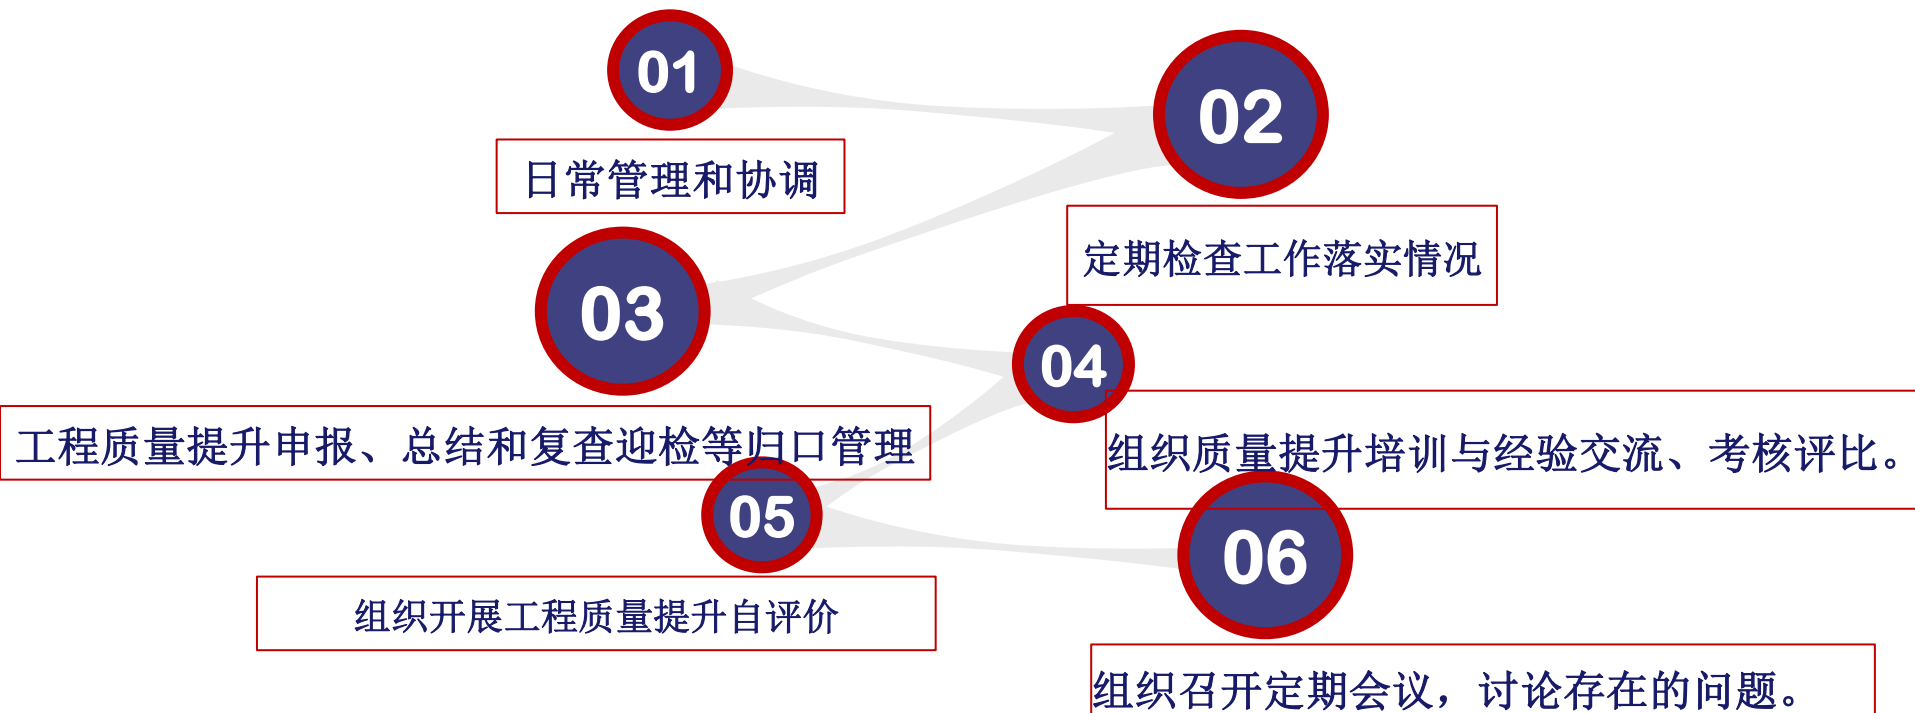 01
日常管理和协调
02
定期检查工作落实情况
03
工程质量提升申报、总结和复查迎检等归口管理
04
组织质量提升培训与经验交流、考核评比。
05
组织开展工程质量提升自评价
06
组织召开定期会议，讨论存在的问题。